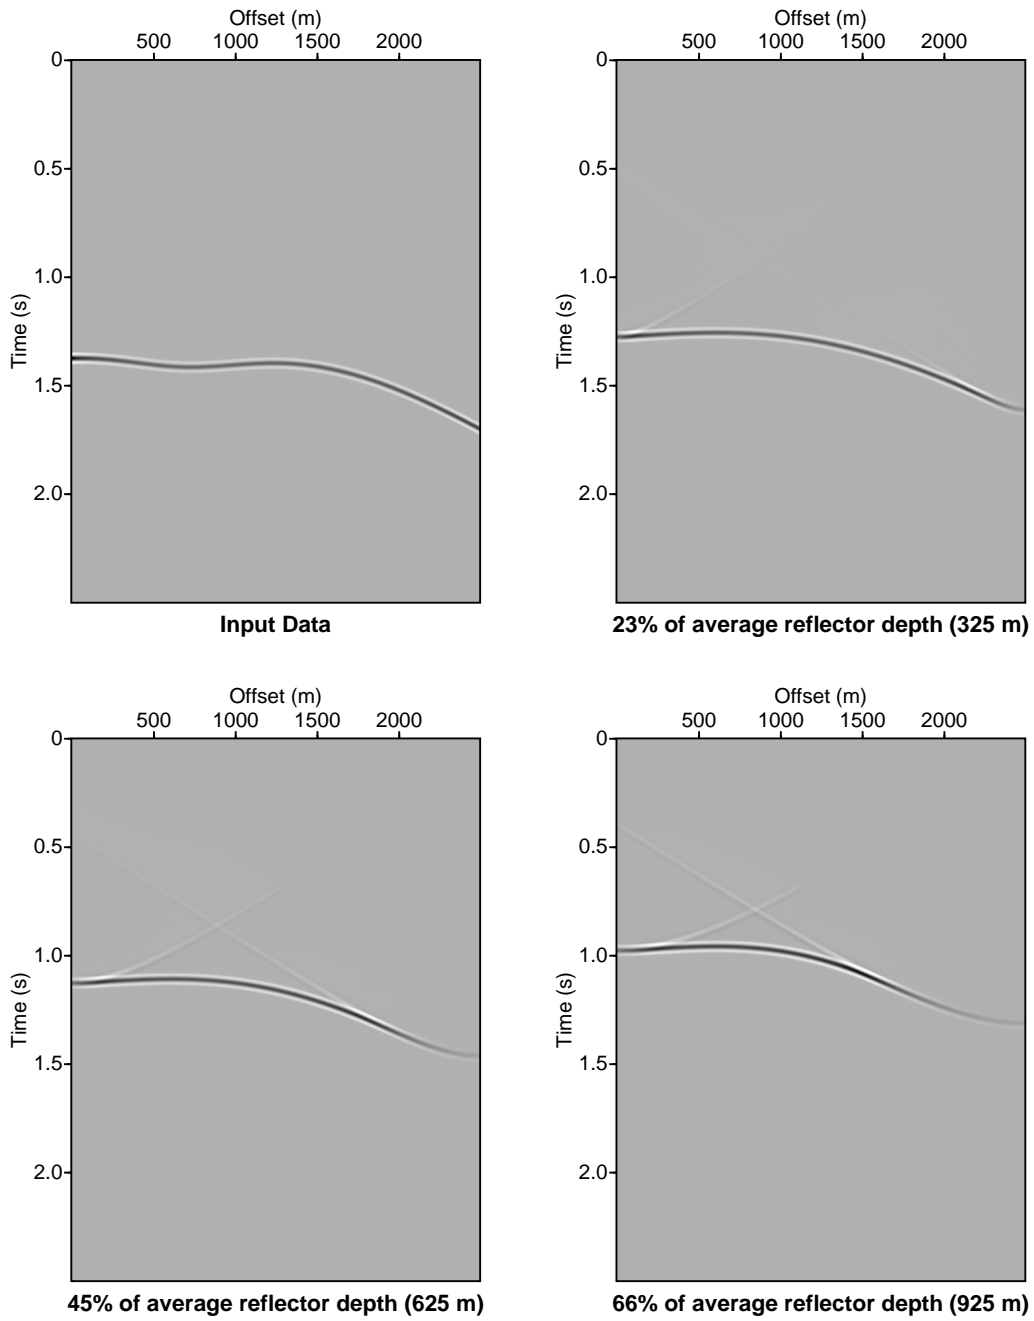 Offset (m)
500 1000 1500 2000
0
0.5
1.0
1.5
2.0
Time (s)
Input Data
Offset (m)
500 1000 1500 2000
0
0.5
1.0
1.5
2.0
Time (s)
23% of average reflector depth (325 m)
Offset (m)
500 1000 1500 2000
0
0.5
1.0
1.5
2.0
Time (s)
45% of average reflector depth (625 m)
Offset (m)
500 1000 1500 2000
0
0.5
1.0
1.5
2.0
Time (s)
66% of average reflector depth (925 m)